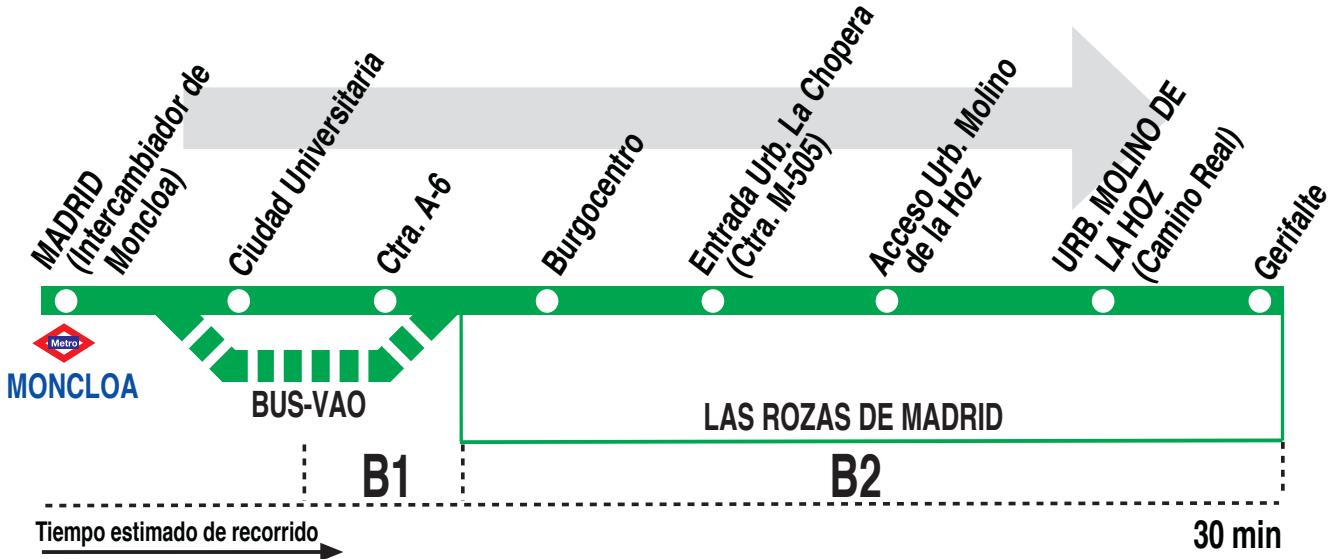 MADRID
(Intercambiador de
Moncloa)
Ciudad Universitaria
Ctra. A-6
Burgocentro
Entrada Urb. La Chopera
(Ctra. M-505)
Acceso Urb. Molino
de la Hoz
URB. MOLINO DE
LA HOZ
(Camino Real)
Gerifalte
Metro
MONCLOA
BUS-VAO
LAS ROZAS DE MADRID
B1
B2
Tiempo estimado de recorrido
30 min